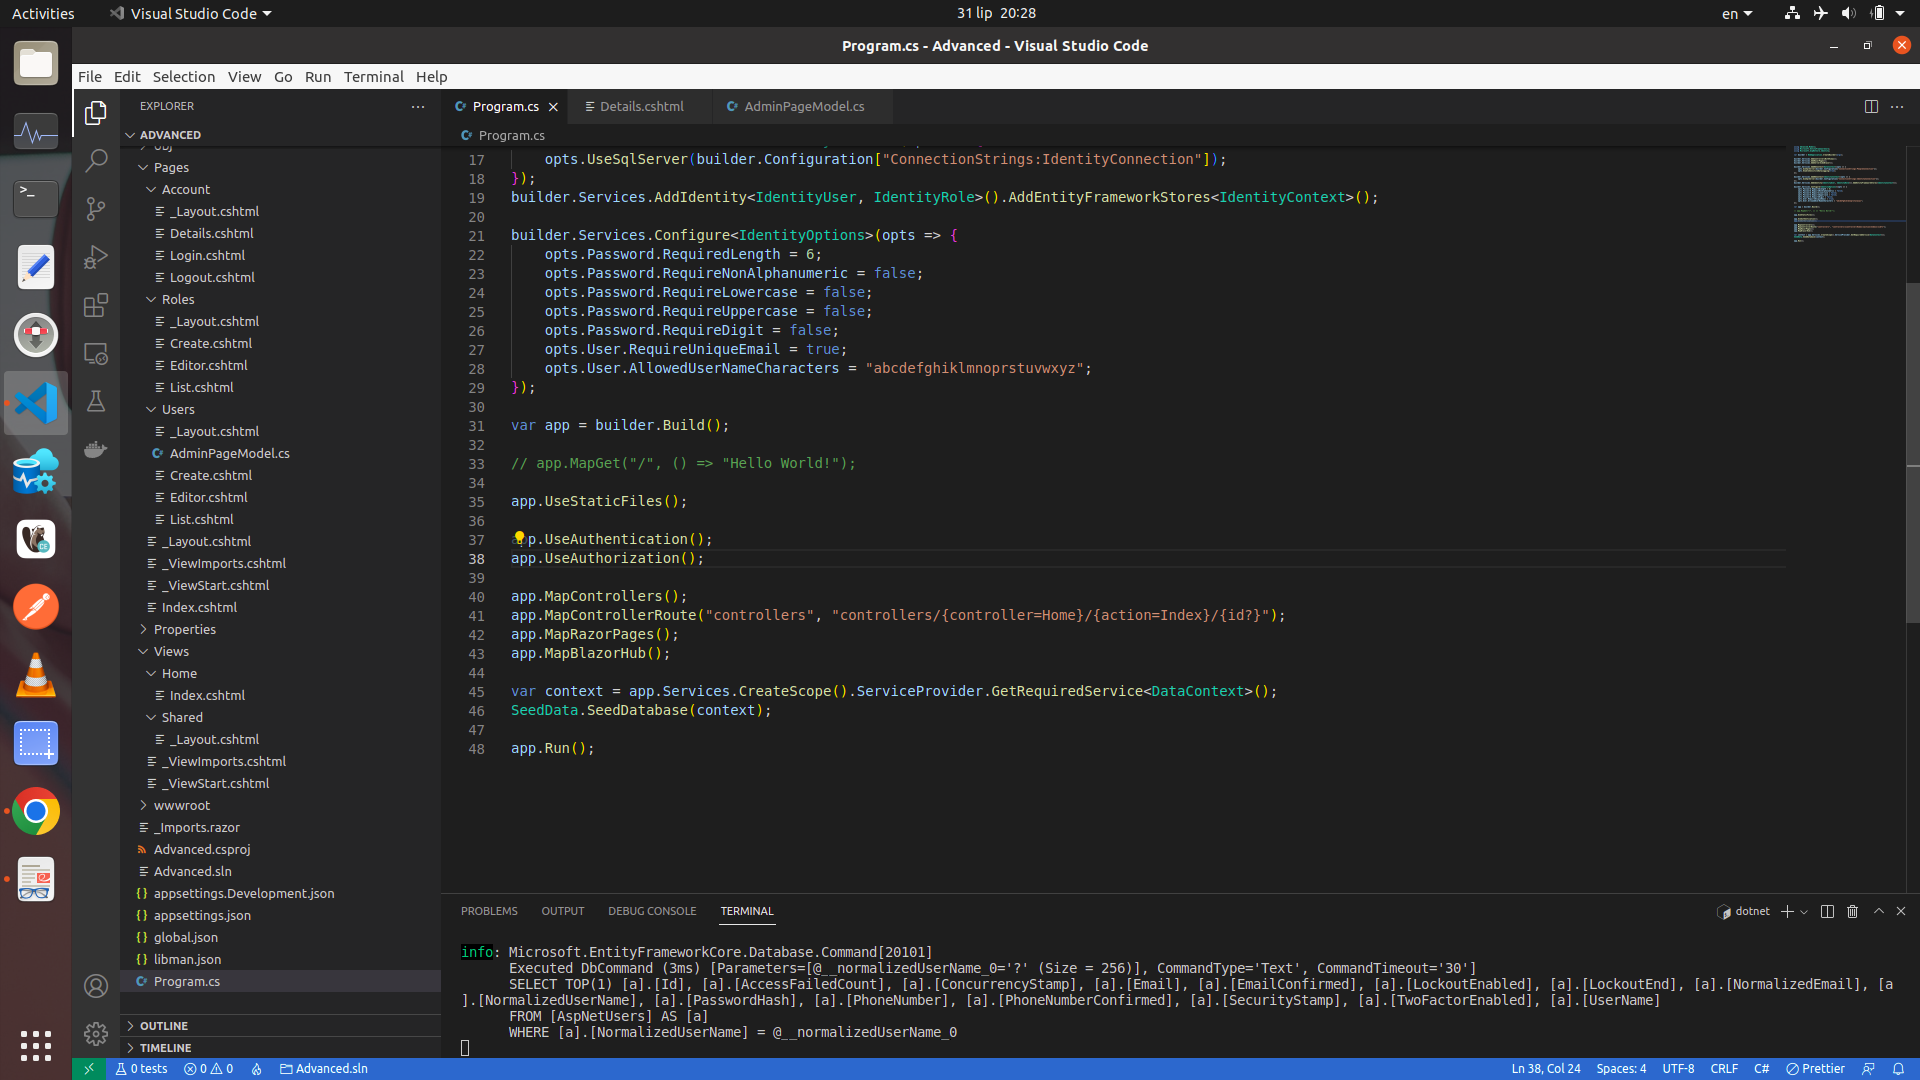 Activities
Visual Studio Code
31 lip 20:28
en
Program.cs - Advanced - Visual Studio Code
File Edit Selection View Go Run Terminal Help
EXPLORER
ADVANCED
obj
Pages
Account
_Layout.cshtml
Details.cshtml
Login.cshtml
Logout.cshtml
Roles
_Layout.cshtml
Create.cshtml
Editor.cshtml
List.cshtml
Users
_Layout.cshtml
AdminPageModel.cs
Create.cshtml
Editor.cshtml
List.cshtml
_Layout.cshtml
_ViewImports.cshtml
_ViewStart.cshtml
Index.cshtml
Properties
Views
Home
Index.cshtml
Shared
_Layout.cshtml
_ViewImports.cshtml
_ViewStart.cshtml
wwwroot
_Imports.razor
Advanced.csproj
Advanced.sln
appsettings.Development.json
appsettings.json
global.json
libman.json
Program.cs
OUTLINE
TIMELINE
Program.cs
Details.cshtml
AdminPageModel.cs
Program.cs
17 opts.UseSqlServer(builder.Configuration["ConnectionStrings:IdentityConnection"]);
18 });
19 builder.Services.AddIdentity<IdentityUser, IdentityRole>().AddEntityFrameworkStores<IdentityContext>();
20
21 builder.Services.Configure<IdentityOptions>(opts => {
22 opts.Password.RequiredLength = 6;
23 opts.Password.RequireNonAlphanumeric = false;
24 opts.Password.RequireLowercase = false;
25 opts.Password.RequireUppercase = false;
26 opts.Password.RequireDigit = false;
27 opts.User.RequireUniqueEmail = true;
28 opts.User.AllowedUserNameCharacters = "abcdefghiklmnoprstuvwxyz";
29 });
30
31 var app = builder.Build();
32
33 // app.MapGet("/", () => "Hello World!");
34
35 app.UseStaticFiles();
36
37 app.UseAuthentication();
38 app.UseAuthorization();
39
40 app.MapControllers();
41 app.MapControllerRoute("controllers", "controllers/{controller=Home}/{action=Index}/{id?}");
42 app.MapRazorPages();
43 app.MapBlazorHub();
44
45 var context = app.Services.CreateScope().ServiceProvider.GetRequiredService<DataContext>();
46 SeedData.SeedDatabase(context);
47
48 app.Run();
PROBLEMS OUTPUT DEBUG CONSOLE TERMINAL
dotnet
info: Microsoft.EntityFrameworkCore.Database.Command[20101]
Executed DbCommand (3ms) [Parameters=[@__normalizedUserName_0='?' (Size = 256)], CommandType='Text', CommandTimeout='30']
SELECT TOP(1) [a].[Id], [a].[AccessFailedCount], [a].[ConcurrencyStamp], [a].[Email], [a].[EmailConfirmed], [a].[LockoutEnabled], [a].[LockoutEnd], [a].[NormalizedEmail], [a
].[NormalizedUserName], [a].[PasswordHash], [a].[PhoneNumber], [a].[PhoneNumberConfirmed], [a].[SecurityStamp], [a].[TwoFactorEnabled], [a].[UserName]
FROM [AspNetUsers] AS [a]
WHERE [a].[NormalizedUserName] = @__normalizedUserName_0
0 tests 0 0 Advanced.sln
Ln 38, Col 24 Spaces: 4 UTF-8 CRLF C# Prettier